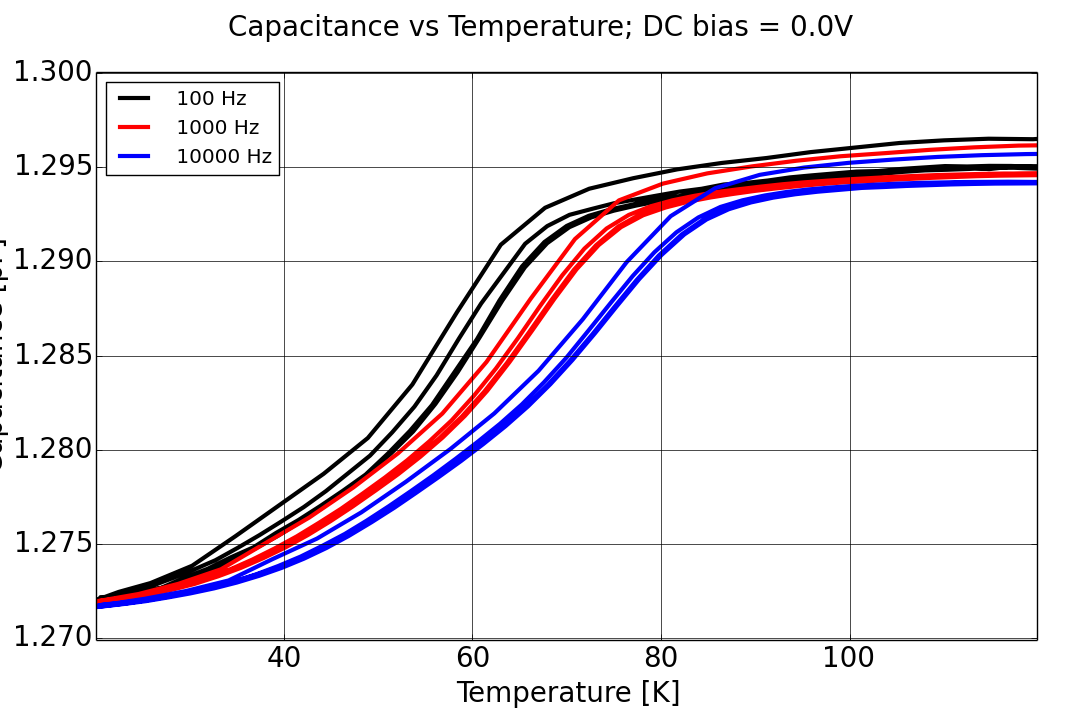 Capacitance vs Temperature; DC bias = 0.0V
1.300
1.295
1.290
1.285
1.280
1.275
1.270
100 Hz
1000 Hz
10000 Hz
40
60
80
100
Temperature [K]